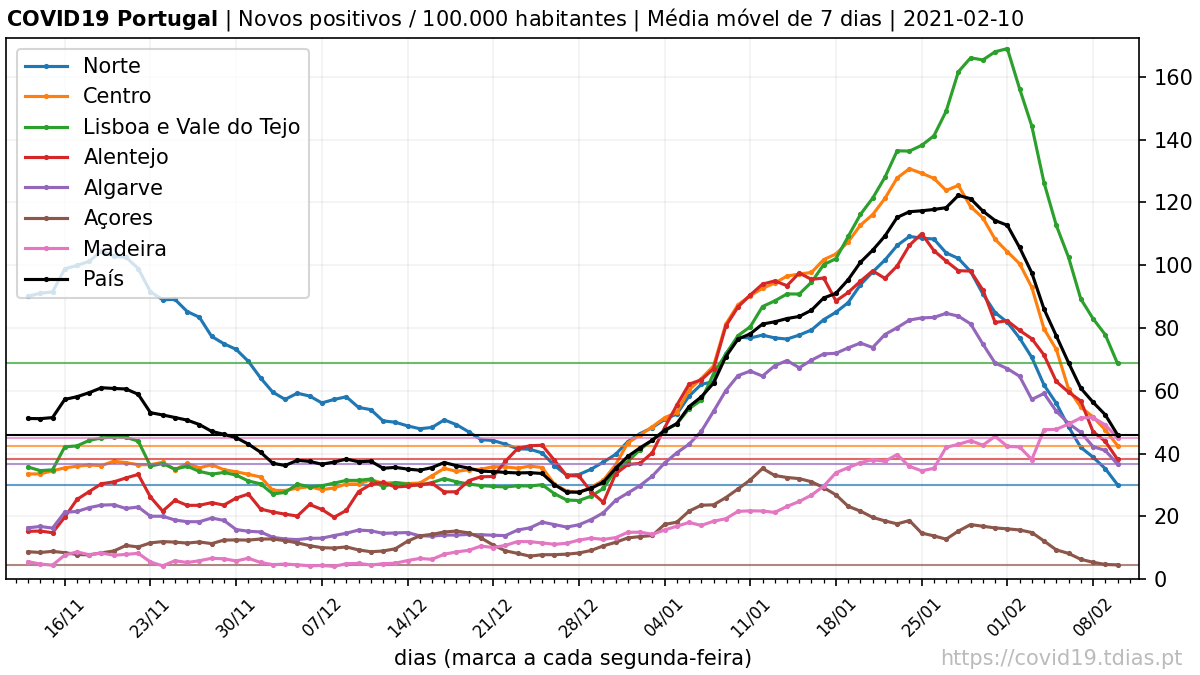 COVID19 Portugal | Novos positivos / 100.000 habitantes | Média móvel de 7 dias | 2021-02-10
Norte
Centro
Lisboa e Vale do Tejo
Alentejo
Algarve
Açores
Madeira
País
160
140
120
100
80
60
40
20
0
16/11
23/11
30/11
07/12
14/12
21/12
28/12
04/01
11/01
18/01
25/01
01/02
08/02
dias (marca a cada segunda-feira)
https://covid19.tdias.pt